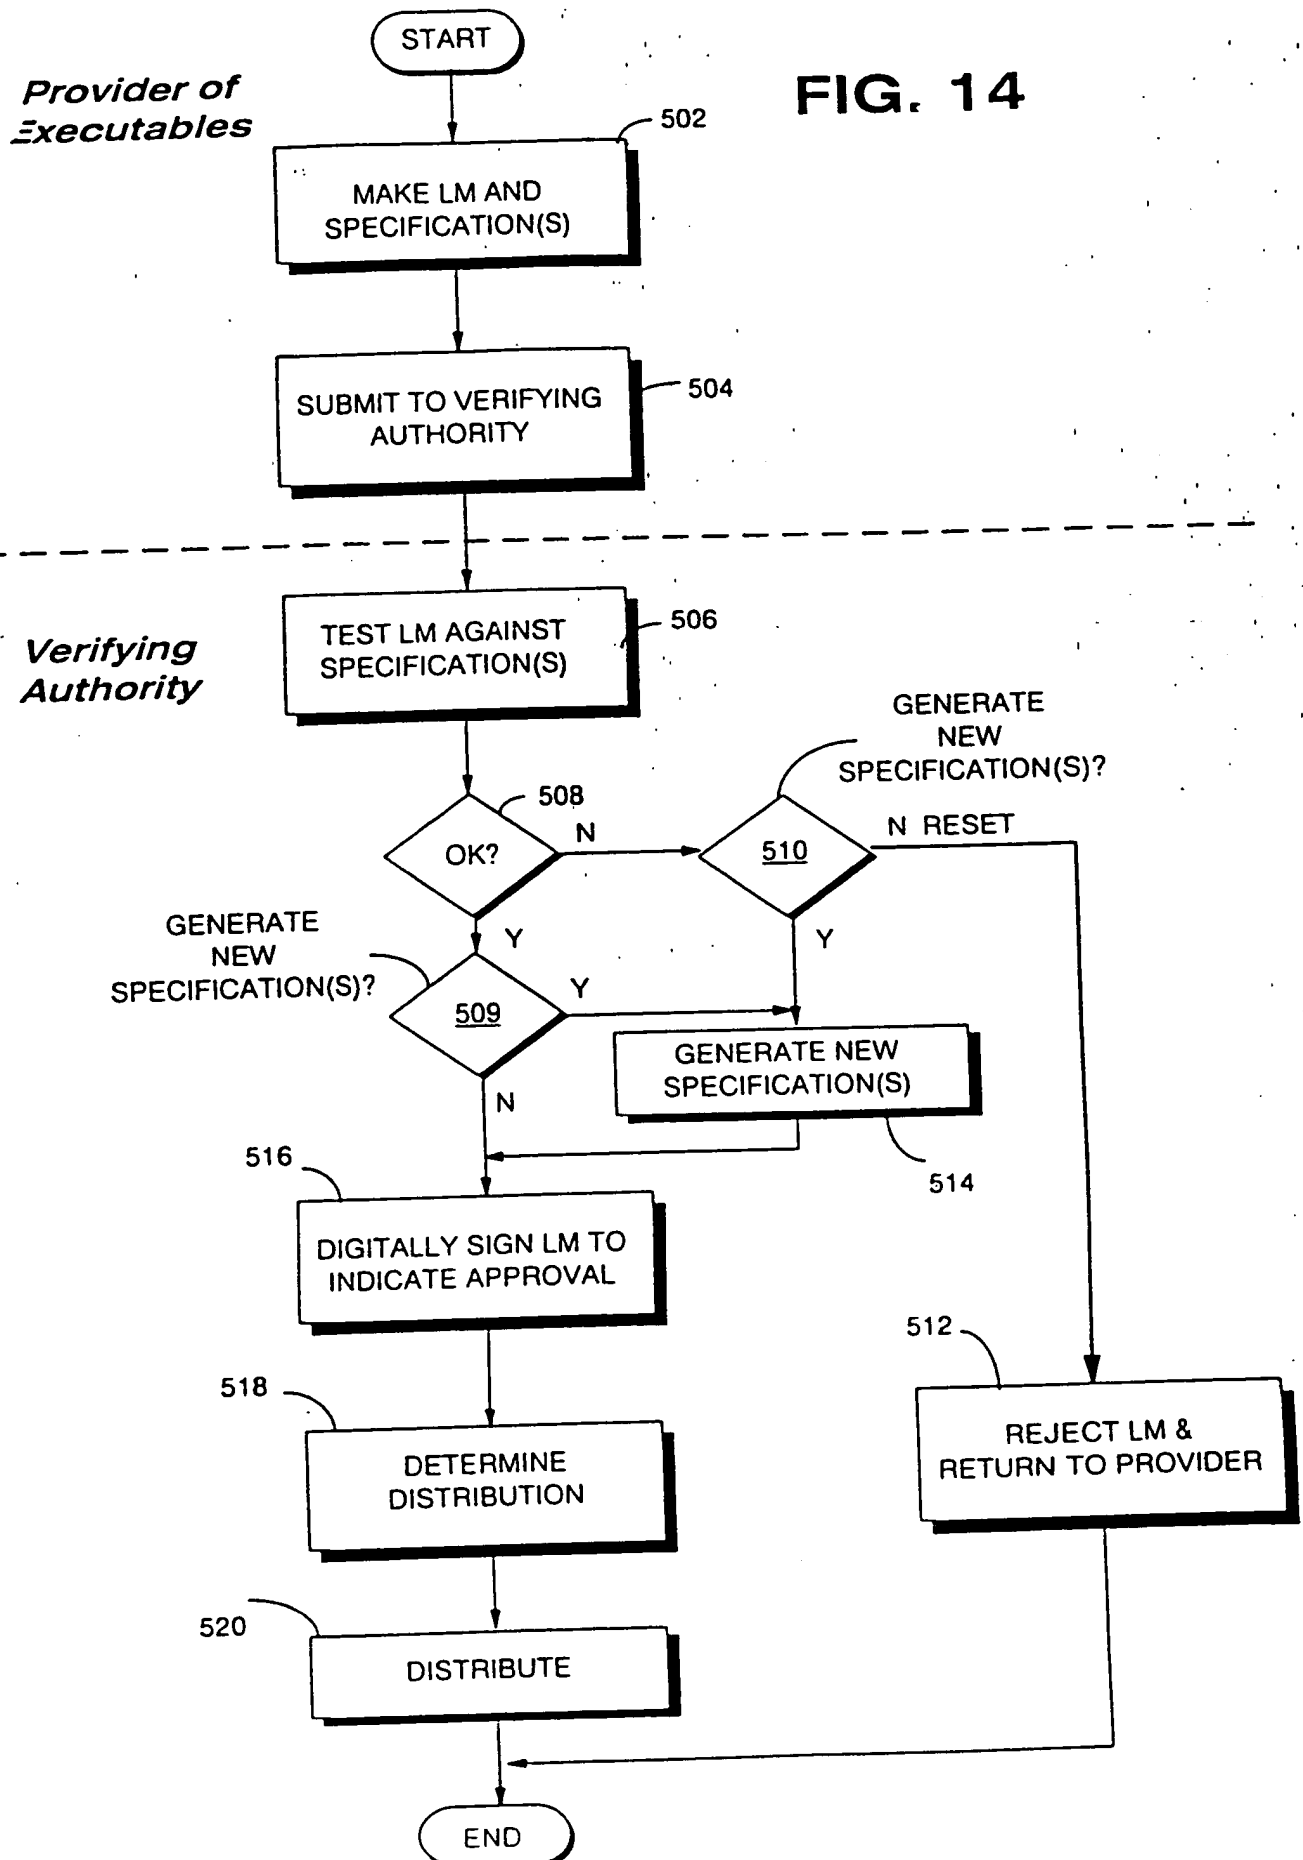 START
FIG. 14
Provider of
Executables
502
MAKE LM AND
SPECIFICATION(S)
504
SUBMIT TO VERIFYING
AUTHORITY
Verifying
Authority
506
TEST LM AGAINST
SPECIFICATION(S)
GENERATE
NEW
SPECIFICATION(S)?
508
OK?
N
510
N RESET
Y
Y
GENERATE
NEW
SPECIFICATION(S)?
509
Y
N
GENERATE NEW
SPECIFICATION(S)
514
516
DIGITALLY SIGN LM TO
INDICATE APPROVAL
512
REJECT LM &
RETURN TO PROVIDER
518
DETERMINE
DISTRIBUTION
520
DISTRIBUTE
END